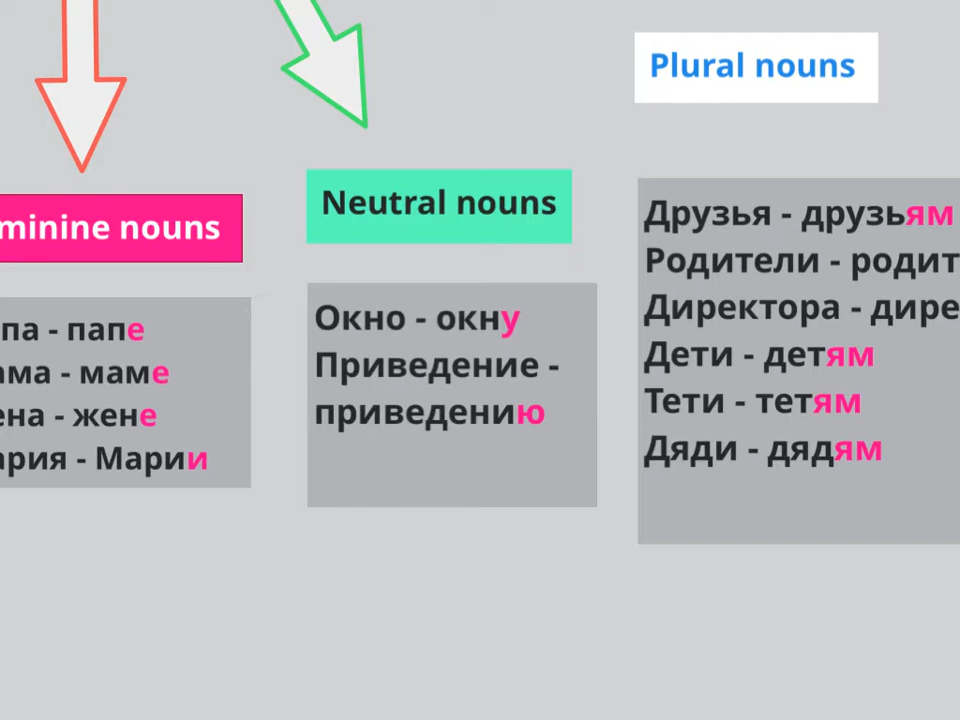 minine nouns
па - папе
ама - маме
ена - жене
ария - Марии
Neutral nouns
Окно - окну
Приведение -
приведению
Plural nouns
Друзья - друзьям
Родители - родит
Директора - дире
Дети - детям
Тети - тетям
Дяди - дядям